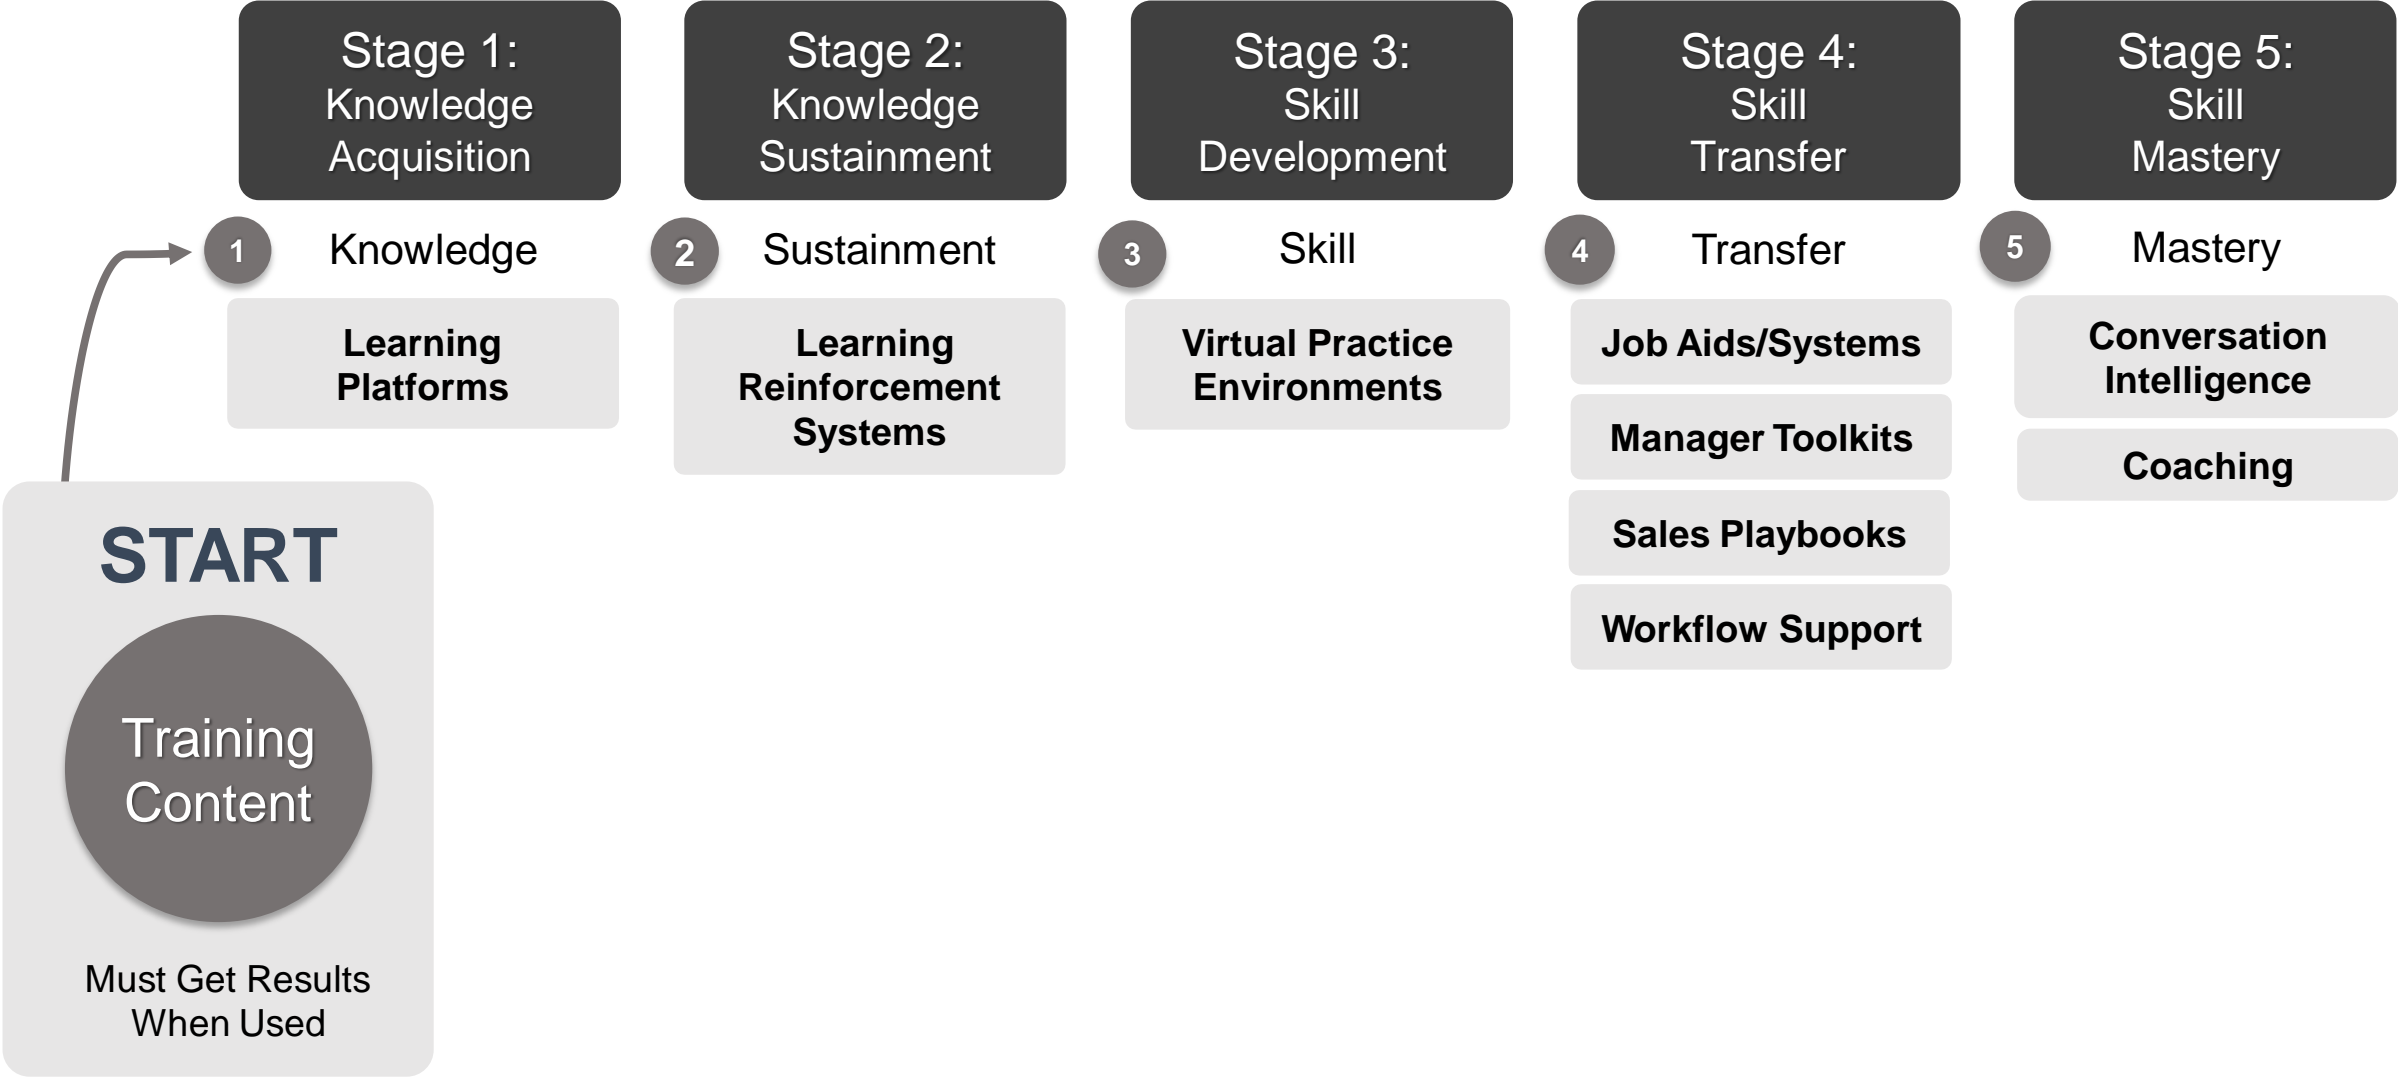 Stage 1:
Knowledge
Acquisition
Stage 2:
Knowledge
Sustainment
Stage 3:
Skill
Development
Stage 4:
Skill
Transfer
Stage 5:
Skill
Mastery
1
Knowledge
2
Sustainment
3
Skill
4
Transfer
5
Mastery
Learning
Platforms
Learning
Reinforcement
Systems
Virtual Practice
Environments
Job Aids/Systems
Manager Toolkits
Sales Playbooks
Workflow Support
Conversation
Intelligence
Coaching
START
Training
Content
Must Get Results
When Used